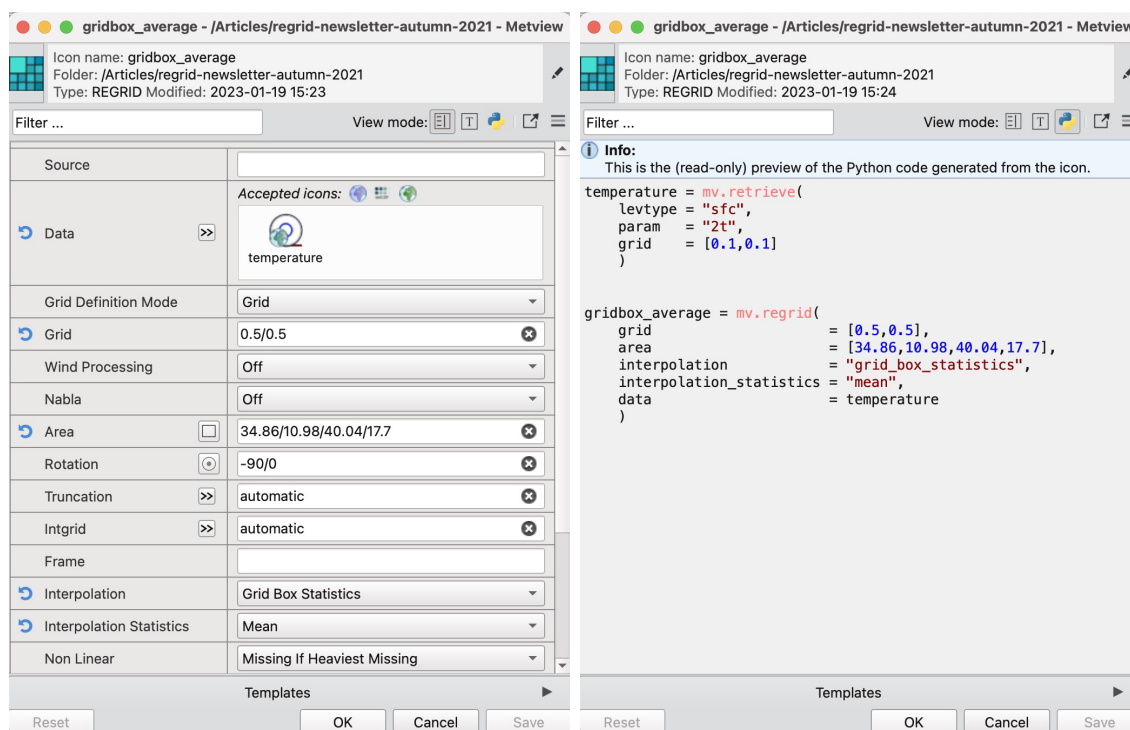 gridbox_average - /Articles/regrid-newsletter-autumn-2021 - Metview
Icon name: gridbox_average
Folder: /Articles/regrid-newsletter-autumn-2021
Type: REGRID Modified: 2023-01-19 15:23
Filter ...
View mode:
T
Source
Accepted icons:
Data
>>
temperature
Grid Definition Mode
Grid
Grid
0.5/0.5
Wind Processing
Off
Nabla
Off
Area
34.86/10.98/40.04/17.7
Rotation
-90/0
Truncation
>>
automatic
Intgrid
>>
automatic
Frame
Interpolation
Grid Box Statistics
Interpolation Statistics
Mean
Non Linear
Missing If Heaviest Missing
Templates
Reset
OK
Cancel
Save
gridbox_average - /Articles/regrid-newsletter-autumn-2021 - Metview
Icon name: gridbox_average
Folder: /Articles/regrid-newsletter-autumn-2021
Type: REGRID Modified: 2023-01-19 15:24
Filter ...
View mode:
T
Info:
This is the (read-only) preview of the Python code generated from the icon.
temperature = mv.retrieve(
    levtype = "sfc",
    param   = "2t",
    grid    = [0.1,0.1]
    )
gridbox_average = mv.regrid(
    grid                     = [0.5,0.5],
    area                     = [34.86,10.98,40.04,17.7],
    interpolation            = "grid_box_statistics",
    interpolation_statistics = "mean",
    data                     = temperature
    )
Templates
Reset
OK
Cancel
Save